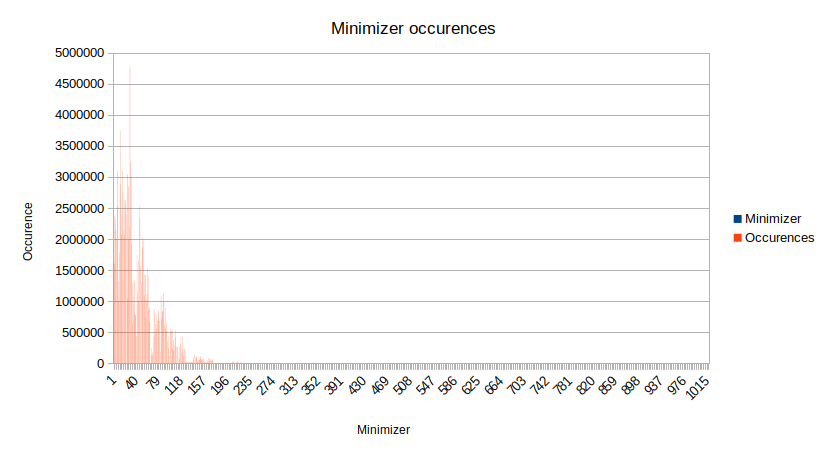 Minimizer occurences
5000000
4500000
4000000
3500000
3000000
2500000
2000000
1500000
1000000
500000
0
Occurence
1 40 79 118 157 196 235 274 313 352 391 430 469 508 547 586 625 664 703 742 781 820 859 898 937 976 1015
Minimizer
Minimizer
Occurences